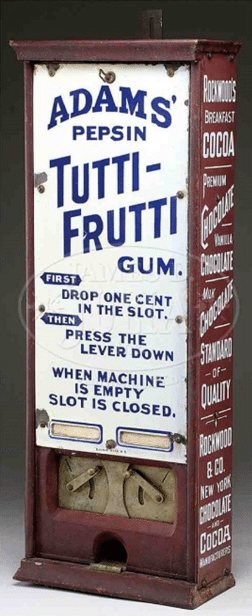 ADAMS'
PEPSIN
TUTTI-
FRUTTI
GUM.
FIRST
DROP ONE CENT
IN THE SLOT.
THEN
PRESS THE
LEVER DOWN
WHEN MACHINE
IS EMPTY
SLOT IS CLOSED.
ROCKWOOD'S
BREAKFAST
COCOA
PREMIUM
CHOCOLATE
VANILLA
CHOCOLATE
MILK
CHOCOLATE
STANDARD
OF
QUALITY
ROCKWOOD
& CO.
NEW YORK
CHOCOLATE
AND
COCOA
MANUFACTURERS